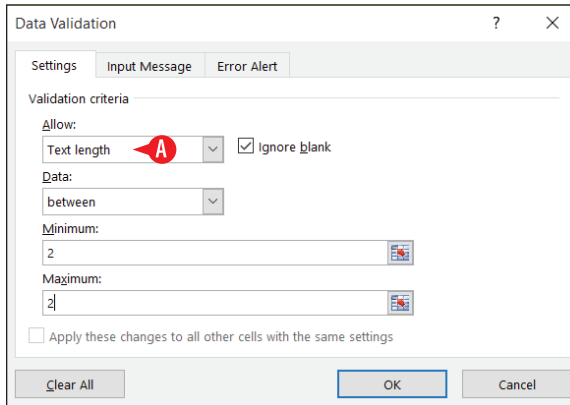 Data Validation ? ×
Settings Input Message Error Alert
Validation criteria
Allow:
Text length A Ignore blank
Data:
between
Minimum:
2
Maximum:
2
Apply these changes to all other cells with the same settings
Clear All OK Cancel